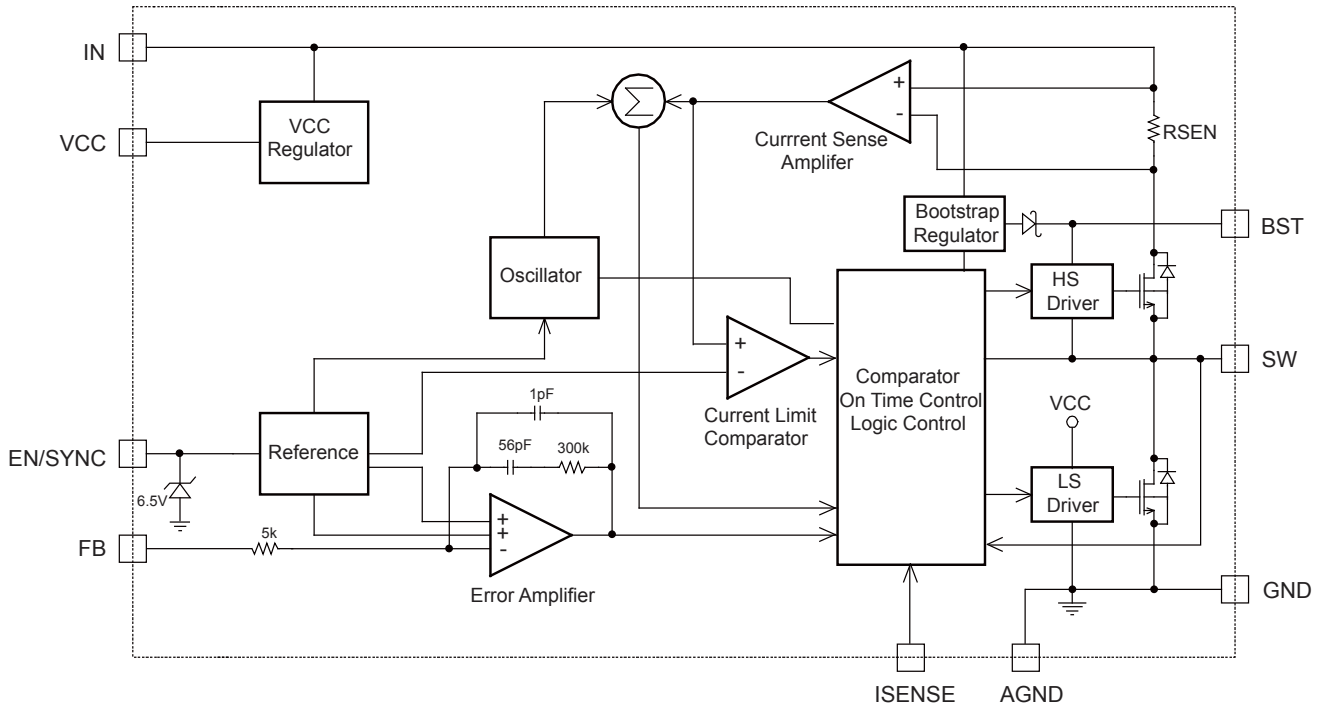 IN
Σ
+
-
VCC
VCC
Regulator
Currrent Sense
Amplifer
RSEN
Bootstrap
Regulator
BST
Oscillator
HS
Driver
+
-
SW
Comparator
On Time Control
Logic Control
1pF
Current Limit
Comparator
VCC
EN/SYNC
Reference
56pF
300k
6.5V
LS
Driver
FB
5k
+
+
-
Error Amplifier
GND
ISENSE
AGND